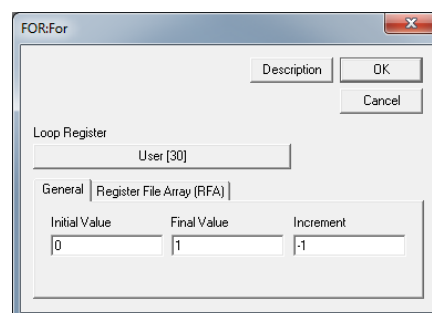 FOR:For
x
Description
OK
Cancel
Loop Register
User [30]
General
Register File Array (RFA)
Initial Value
Final Value
Increment
0
1
-1